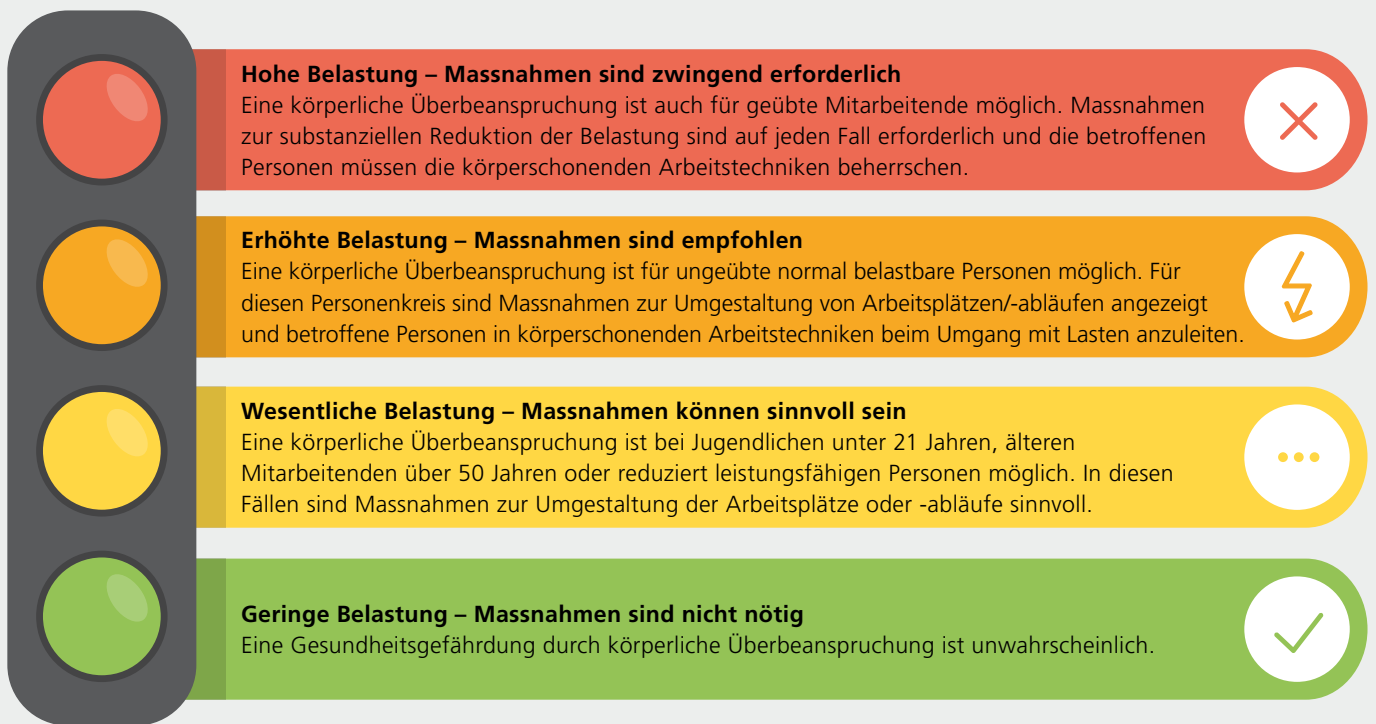 Hohe Belastung – Massnahmen sind zwingend erforderlich
Eine körperliche Überbeanspruchung ist auch für geübte Mitarbeitende möglich. Massnahmen
zur substanziellen Reduktion der Belastung sind auf jeden Fall erforderlich und die betroffenen
Personen müssen die körperschonenden Arbeitstechniken beherrschen.
Erhöhte Belastung – Massnahmen sind empfohlen
Eine körperliche Überbeanspruchung ist für ungeübte normal belastbare Personen möglich. Für
diesen Personenkreis sind Massnahmen zur Umgestaltung von Arbeitsplätzen/-abläufen angezeigt
und betroffene Personen in körperschonenden Arbeitstechniken beim Umgang mit Lasten anzuleiten.
Wesentliche Belastung – Massnahmen können sinnvoll sein
Eine körperliche Überbeanspruchung ist bei Jugendlichen unter 21 Jahren, älteren
Mitarbeitenden über 50 Jahren oder reduziert leistungsfähigen Personen möglich. In diesen
Fällen sind Massnahmen zur Umgestaltung der Arbeitsplätze oder -abläufe sinnvoll.
Geringe Belastung – Massnahmen sind nicht nötig
Eine Gesundheitsgefährdung durch körperliche Überbeanspruchung ist unwahrscheinlich.